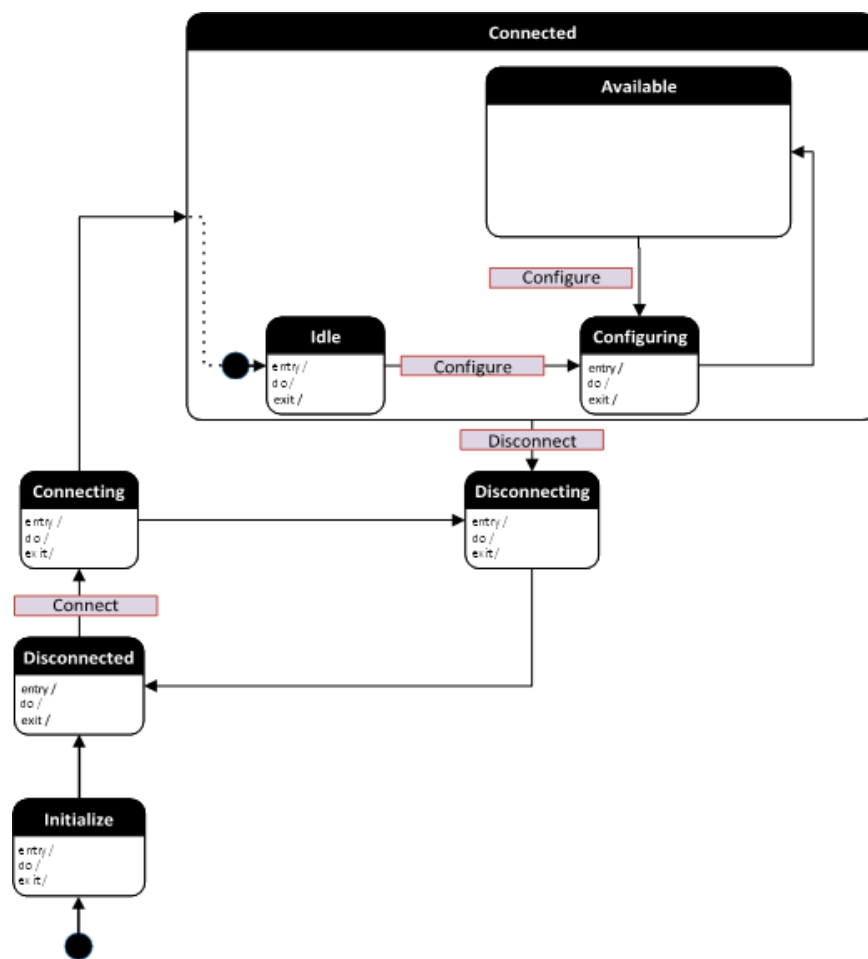 Connected
Available
Configure
Idle
entry /
do /
exit /
Configure
Configuring
entry /
do /
exit /
Disconnect
Connecting
entry /
do /
exit /
Disconnecting
entry /
do /
exit /
Connect
Disconnected
entry /
do /
exit /
Initialize
entry /
do /
exit /